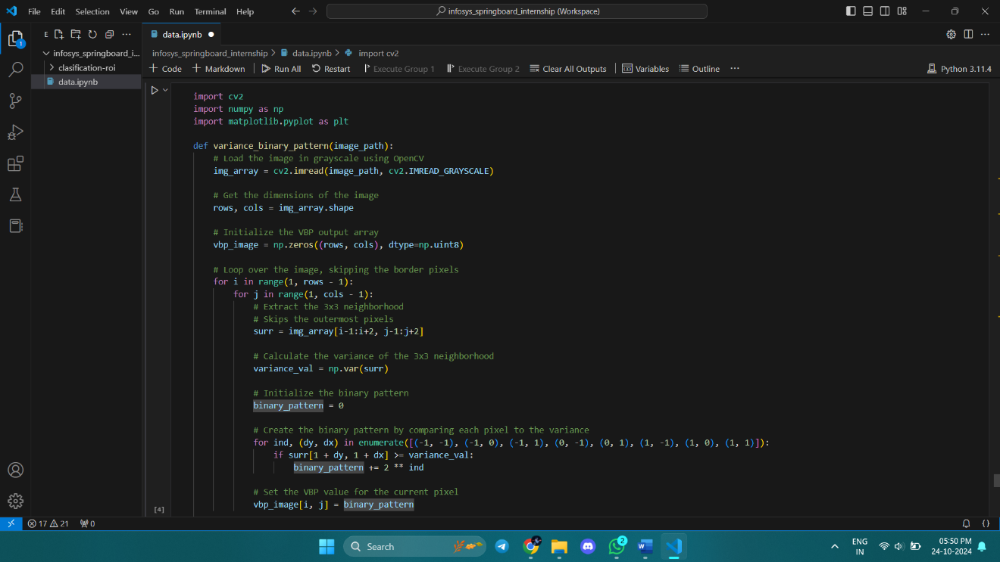 File Edit Selection View Go Run Terminal Help
infosys_springboard_internship (Workspace)
1
E
infosys_springboard_i...
clasification-roi
data.ipynb
data.ipynb
infosys_springboard_internship > data.ipynb > import cv2
+ Code + Markdown Run All Restart Execute Group 1 Execute Group 2 Clear All Outputs Variables Outline ... Python 3.11.4
import cv2
import numpy as np
import matplotlib.pyplot as plt
def variance_binary_pattern(image_path):
# Load the image in grayscale using OpenCV
img_array = cv2.imread(image_path, cv2.IMREAD_GRAYSCALE)
# Get the dimensions of the image
rows, cols = img_array.shape
# Initialize the VBP output array
vbp_image = np.zeros((rows, cols), dtype=np.uint8)
# Loop over the image, skipping the border pixels
for i in range(1, rows - 1):
for j in range(1, cols - 1):
# Extract the 3x3 neighborhood
# Skips the outermost pixels
surr = img_array[i-1:i+2, j-1:j+2]
# Calculate the variance of the 3x3 neighborhood
variance_val = np.var(surr)
# Initialize the binary pattern
binary_pattern = 0
# Create the binary pattern by comparing each pixel to the variance
for ind, (dy, dx) in enumerate([(-1, -1), (-1, 0), (-1, 1), (0, -1), (0, 1), (1, -1), (1, 0), (1, 1)]):
if surr[1 + dy, 1 + dx] >= variance_val:
binary_pattern += 2 ** ind
# Set the VBP value for the current pixel
vbp_image[i, j] = binary_pattern
[4]
17 21 0 {}
Search
2
ENG
IN
05:50 PM
24-10-2024